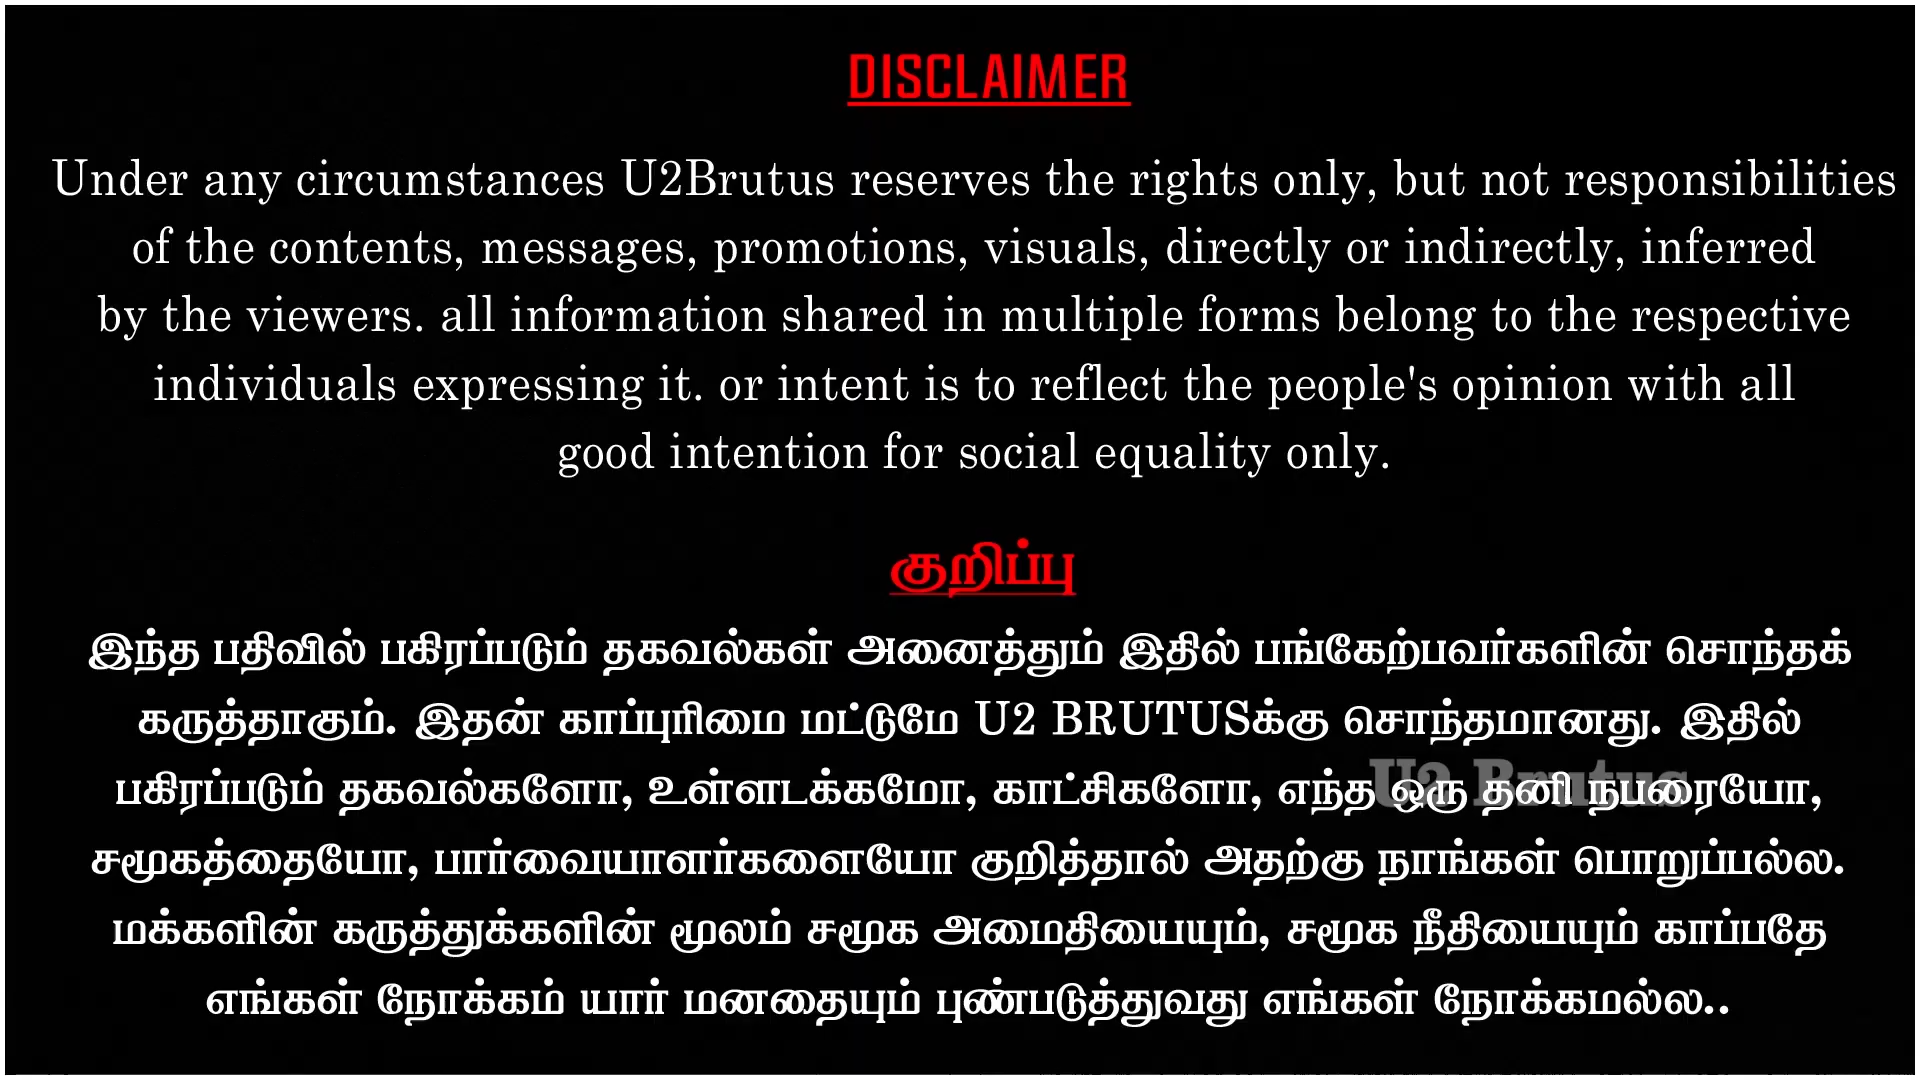 DISCLAIMER
Under any circumstances U2Brutus reserves the rights only, but not responsibilities
of the contents, messages, promotions, visuals, directly or indirectly, inferred
by the viewers. all information shared in multiple forms belong to the respective
individuals expressing it. or intent is to reflect the people's opinion with all
good intention for social equality only.
குறிப்பு
இந்த பதிவில் பகிரப்படும் தகவல்கள் அனைத்தும் இதில் பங்கேற்பவர்களின் சொந்தக்
கருத்தாகும். இதன் காப்புரிமை மட்டுமே U2 BRUTUSக்கு சொந்தமானது. இதில்
பகிரப்படும் தகவல்களோ, உள்ளடக்கமோ, காட்சிகளோ, எந்த ஒரு தனி நபரையோ,
U2 Brutus
சமூகத்தையோ, பார்வையாளர்களையோ குறித்தால் அதற்கு நாங்கள் பொறுப்பல்ல.
மக்களின் கருத்துக்களின் மூலம் சமூக அமைதியையும், சமூக நீதியையும் காப்பதே
எங்கள் நோக்கம் யார் மனதையும் புண்படுத்துவது எங்கள் நோக்கமல்ல..